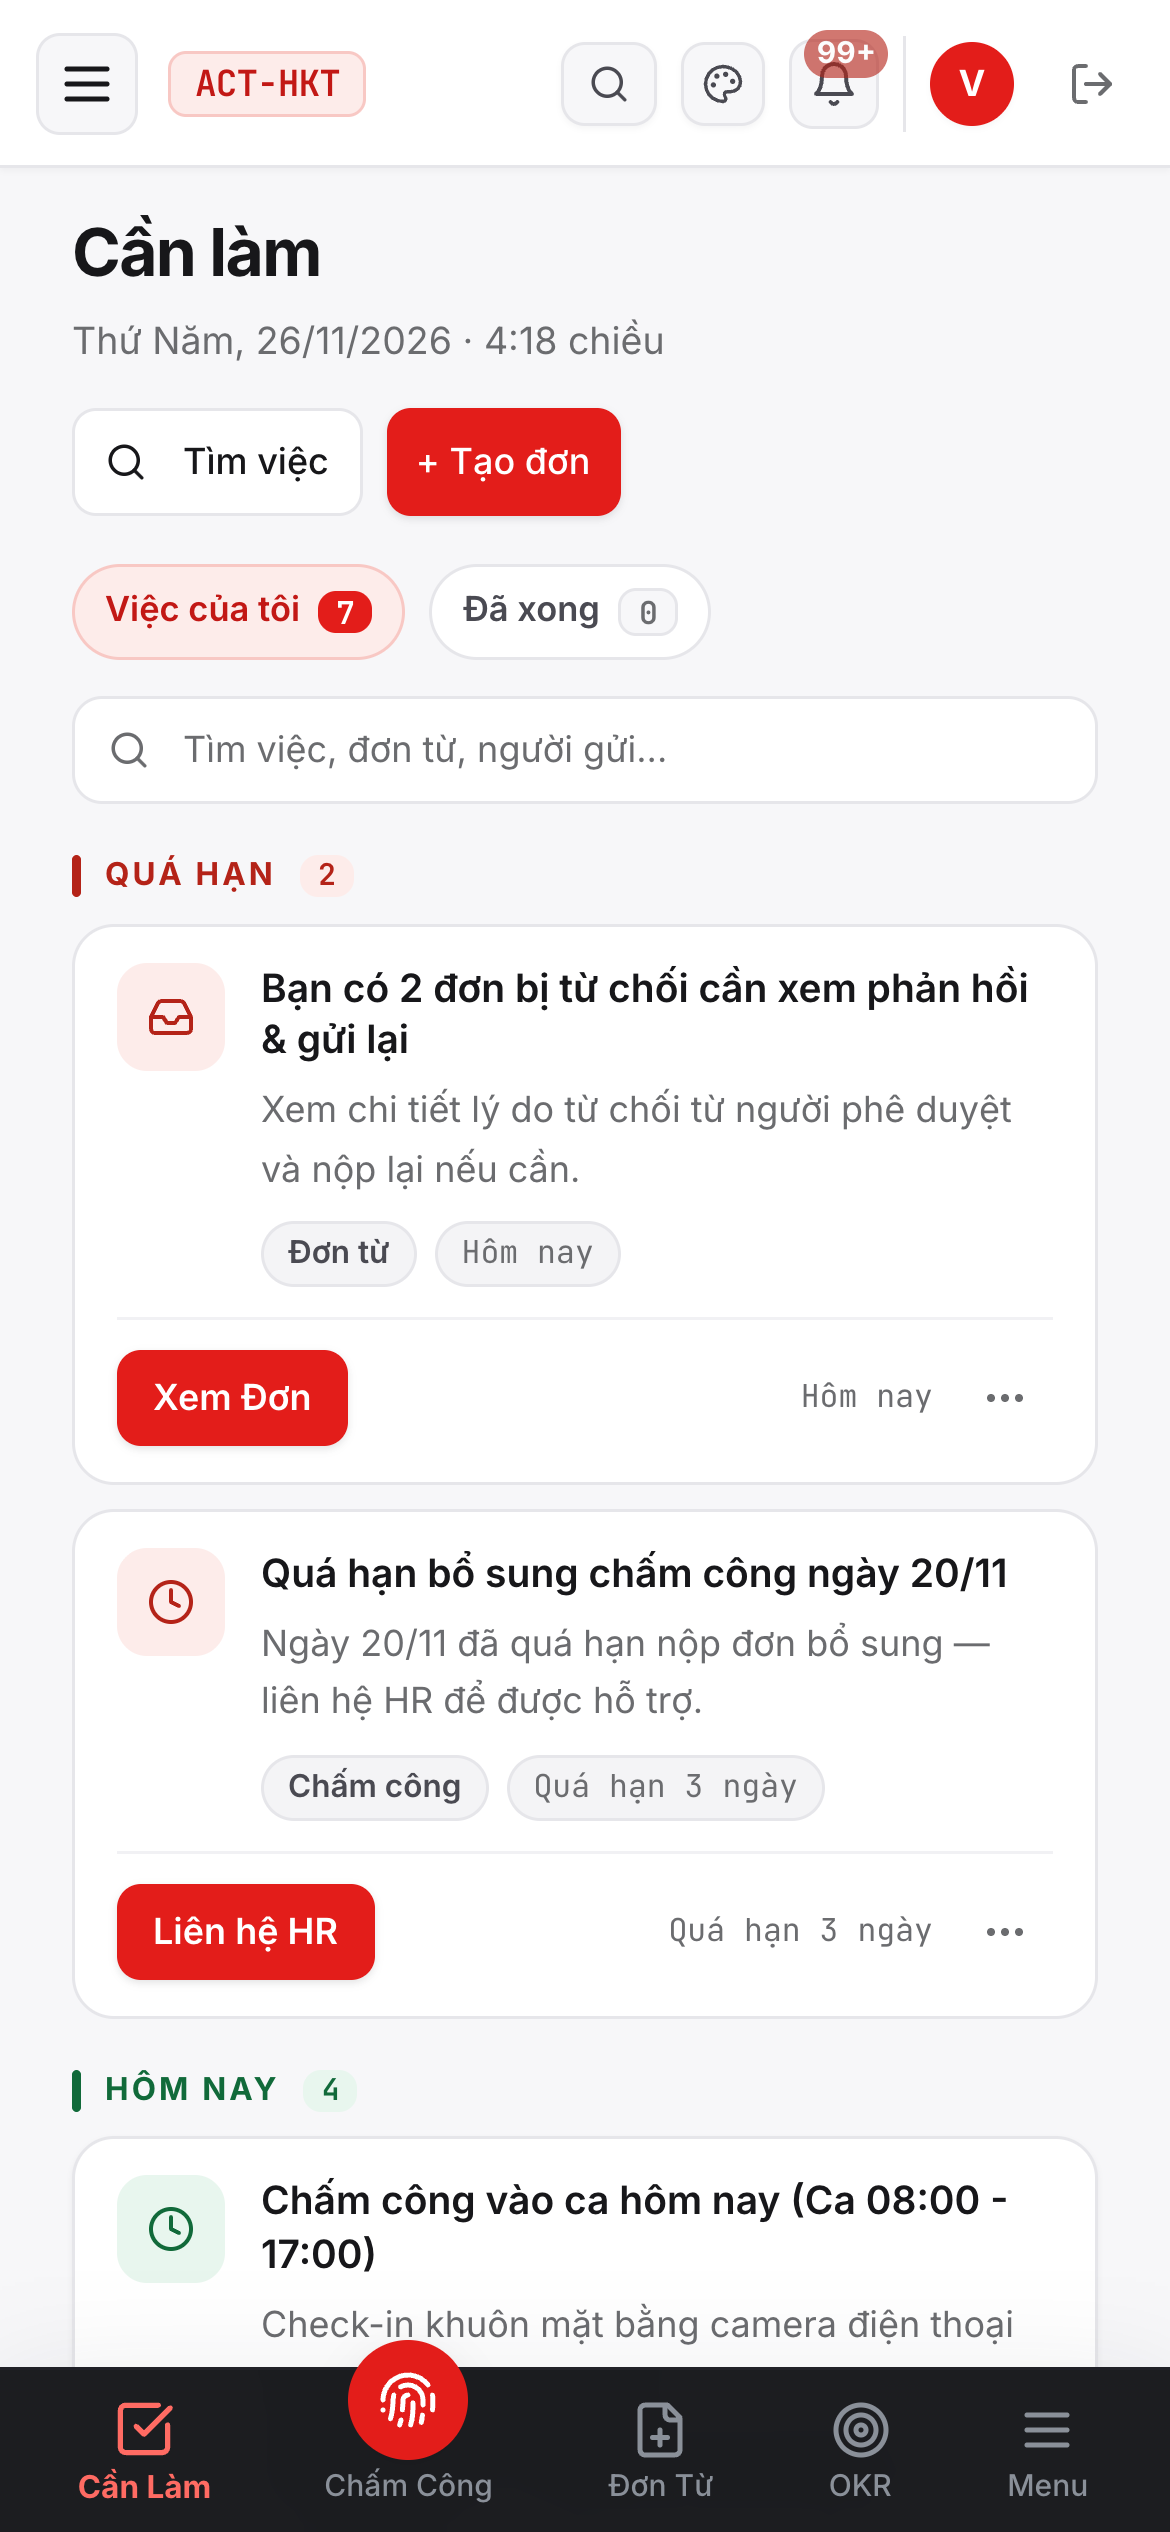 ACT-HKT
99+
V
Cần làm
Thứ Năm, 26/11/2026 · 4:18 chiều
Tìm việc
+ Tạo đơn
Việc của tôi 7
Đã xong 0
Tìm việc, đơn từ, người gửi...
QUÁ HẠN 2
Bạn có 2 đơn bị từ chối cần xem phản hồi
& gửi lại
Xem chi tiết lý do từ chối từ người phê duyệt
và nộp lại nếu cần.
Đơn từ
Hôm nay
Xem Đơn
Hôm nay
Quá hạn bổ sung chấm công ngày 20/11
Ngày 20/11 đã quá hạn nộp đơn bổ sung —
liên hệ HR để được hỗ trợ.
Chấm công
Quá hạn 3 ngày
Liên hệ HR
Quá hạn 3 ngày
HÔM NAY 4
Chấm công vào ca hôm nay (Ca 08:00 -
17:00)
Check-in khuôn mặt bằng camera điện thoại
Cần Làm
Chấm Công
Đơn Từ
OKR
Menu